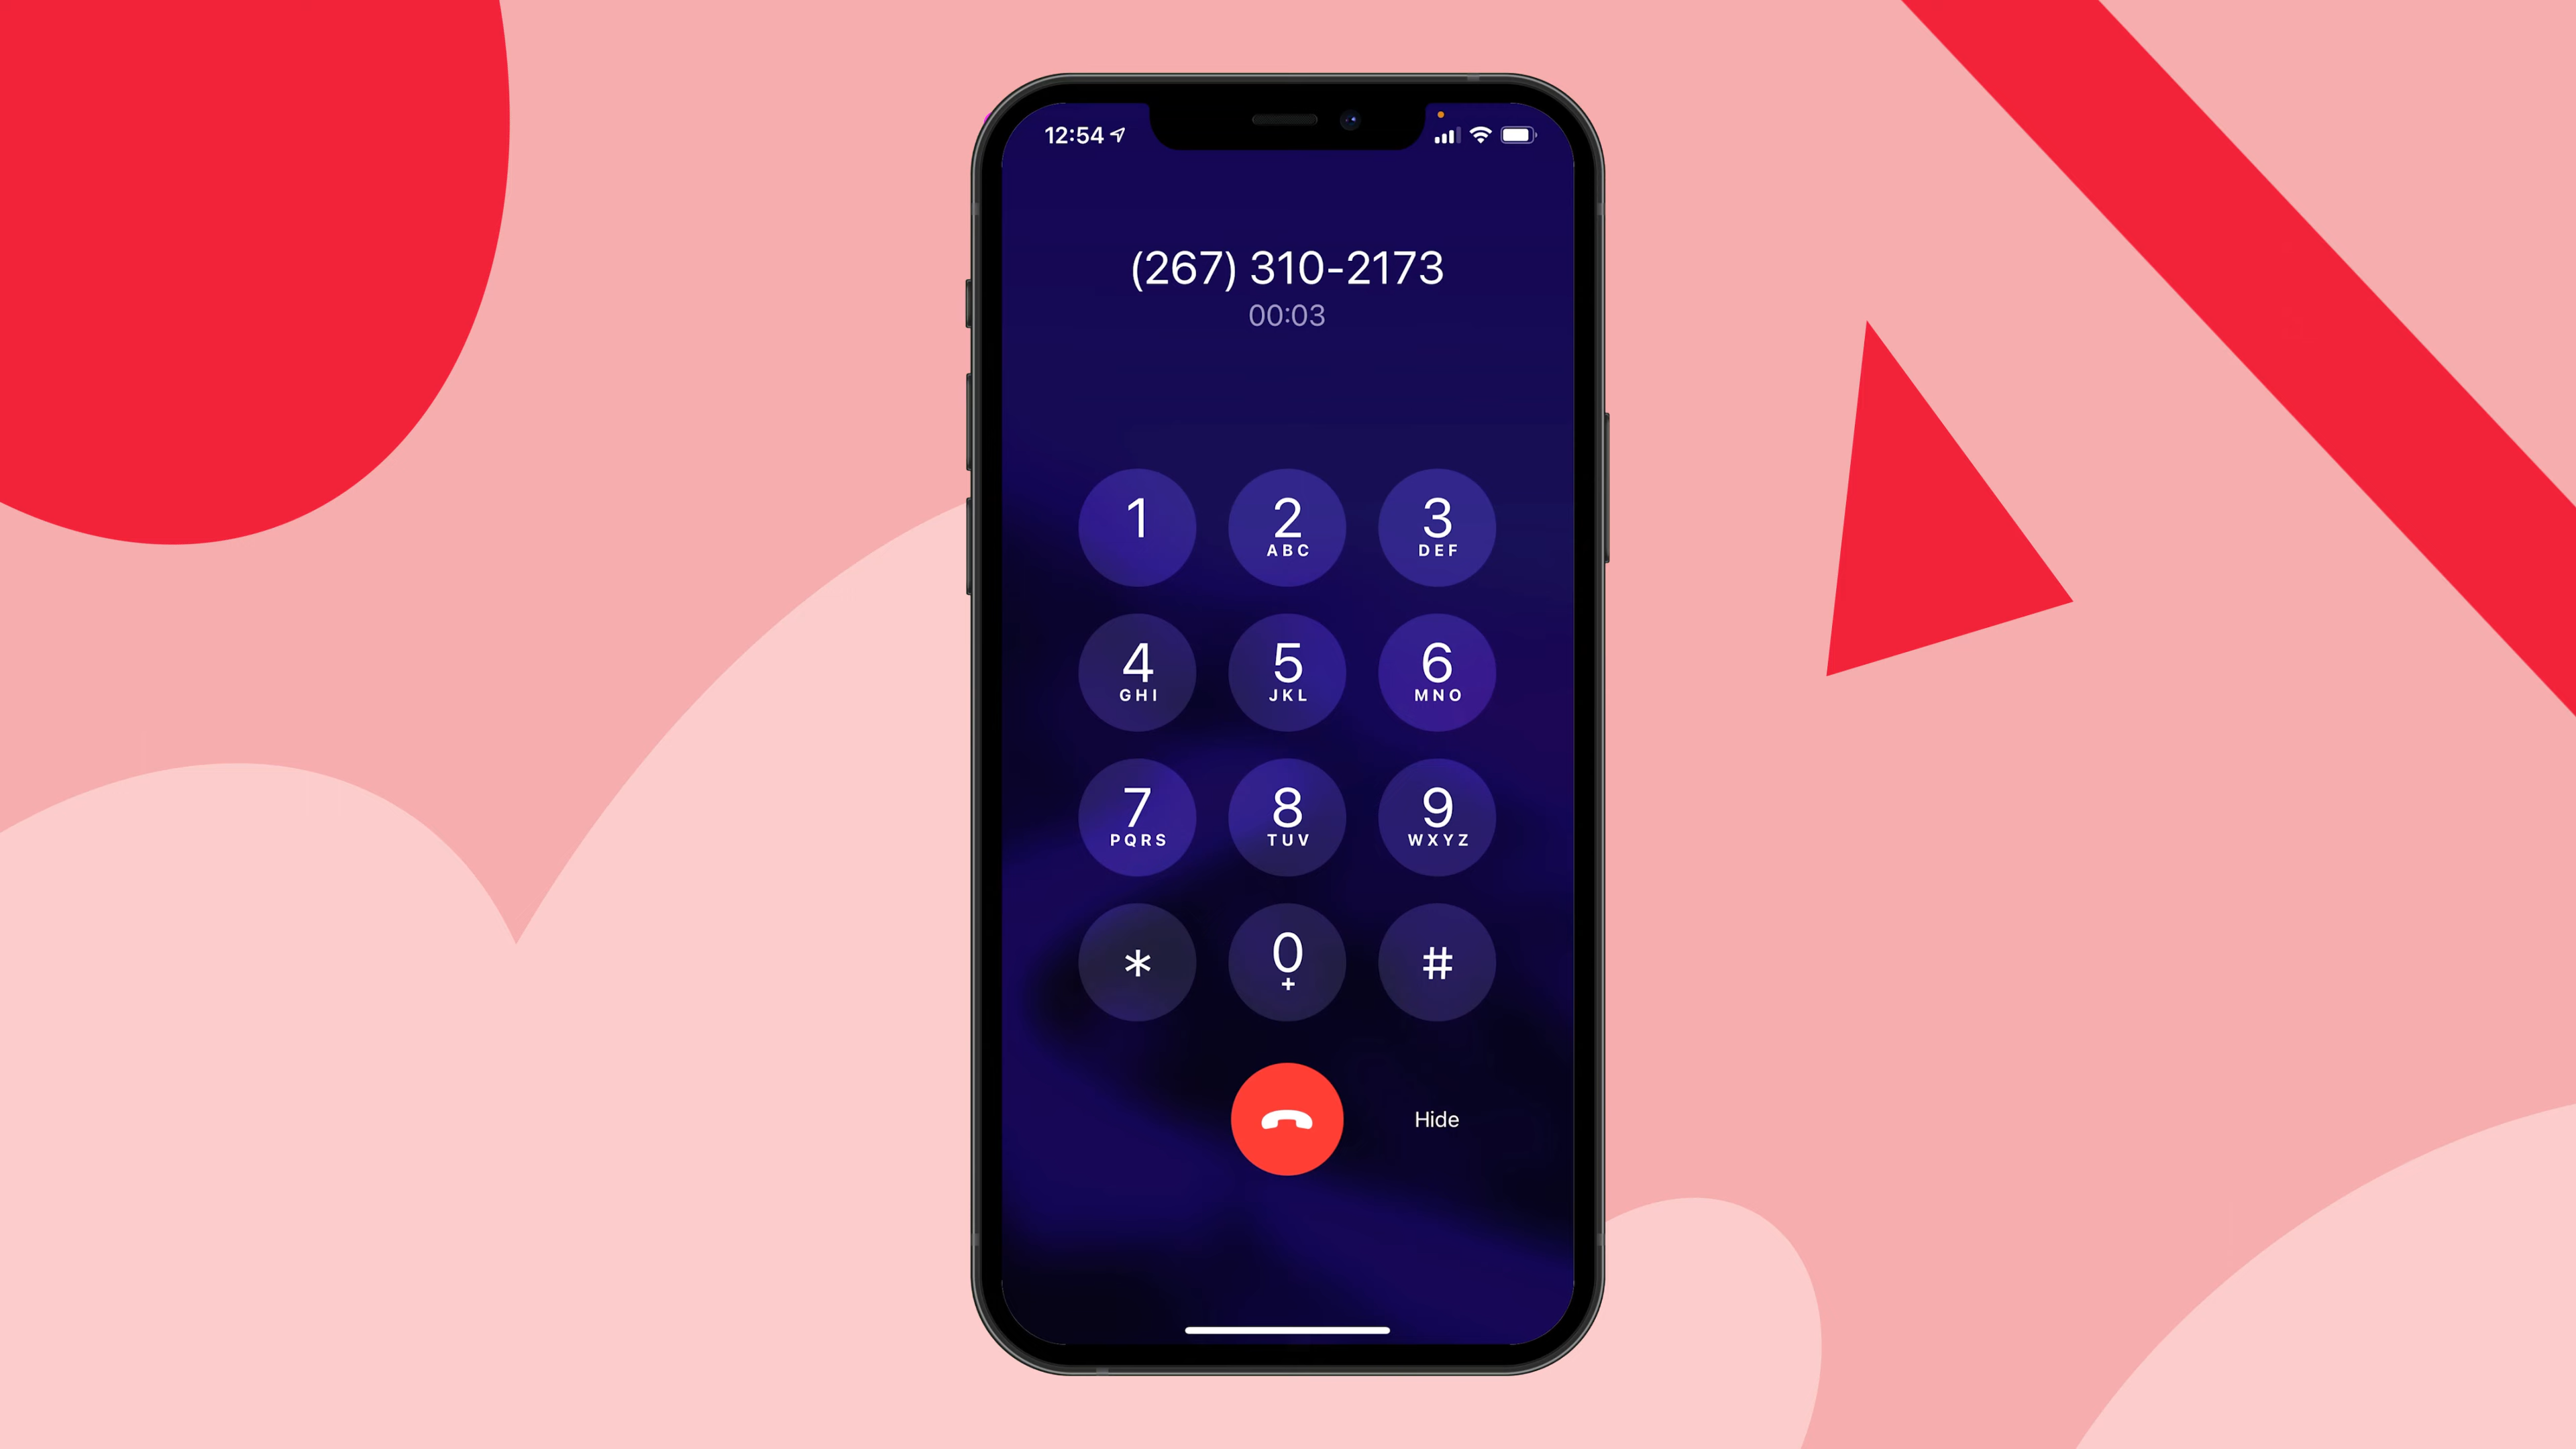 12:54
(267) 310-2173
00:03
1 2 3
ABC DEF
4 5 6
GHI JKL MNO
7 8 9
PQRS TUV WXYZ
* 0 #
+
Hide